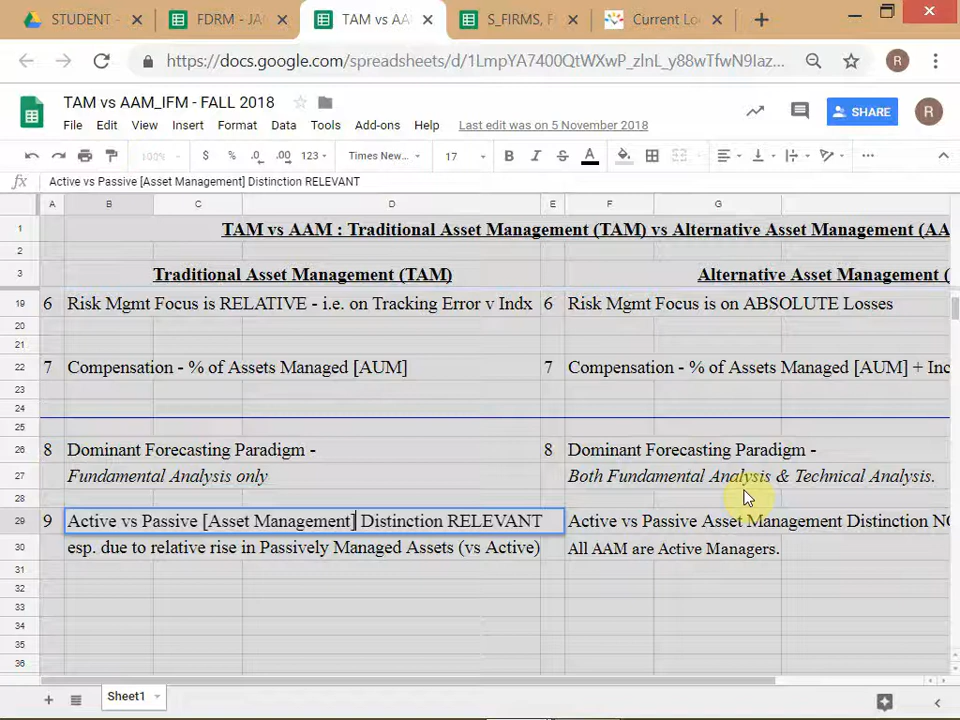 STUDENT -
FDRM - JA
TAM vs AA
S_FIRMS, F
Current Lo
https://docs.google.com/spreadsheets/d/1LmpYA7400QtWXwP_zlnL_y88wTfwN9Iaz...
R
TAM vs AAM_IFM - FALL 2018
SHARE
R
File Edit View Insert Format Data Tools Add-ons Help Last edit was on 5 November 2018
100% $ % .0 .00 123 Times New... 17 B I S A ...
fx Active vs Passive [Asset Management] Distinction RELEVANT
A B C D E F G
1 TAM vs AAM : Traditional Asset Management (TAM) vs Alternative Asset Management (AA
2
3 Traditional Asset Management (TAM) Alternative Asset Management (
19 6 Risk Mgmt Focus is RELATIVE - i.e. on Tracking Error v Indx 6 Risk Mgmt Focus is on ABSOLUTE Losses
20
21
22 7 Compensation - % of Assets Managed [AUM] 7 Compensation - % of Assets Managed [AUM] + Inc
23
24
25
26 8 Dominant Forecasting Paradigm - 8 Dominant Forecasting Paradigm -
27 Fundamental Analysis only Both Fundamental Analysis & Technical Analysis.
28
29 9 Active vs Passive [Asset Management] Distinction RELEVANT Active vs Passive Asset Management Distinction NO
30 esp. due to relative rise in Passively Managed Assets (vs Active) All AAM are Active Managers.
31
32
33
34
35
36
Sheet1